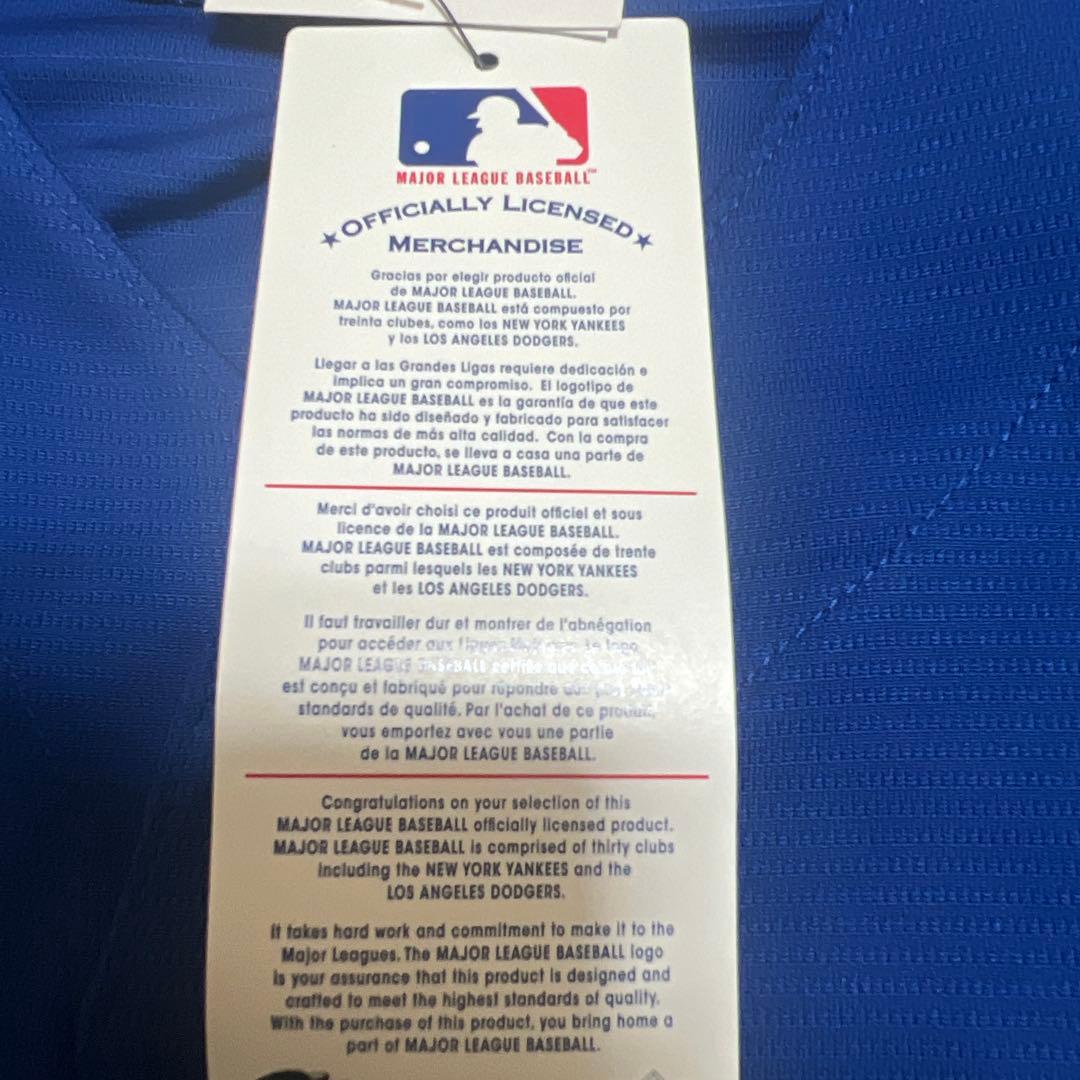 MAJOR LEAGUE BASEBALL™
★OFFICIALLY LICENSED★
MERCHANDISE
Gracias por elegir producto oficial
de MAJOR LEAGUE BASEBALL.
MAJOR LEAGUE BASEBALL está compuesto por
treinta clubes, como los NEW YORK YANKEES
y los LOS ANGELES DODGERS.
Llegar a las Grandes Ligas requiere dedicación e
implica un gran compromiso. El logotipo de
MAJOR LEAGUE BASEBALL es la garantía de que este
producto ha sido diseñado y fabricado para satisfacer
las normas de más alta calidad. Con la compra
de este producto, se lleva a casa una parte de
MAJOR LEAGUE BASEBALL.
Merci d'avoir choisi ce produit officiel et sous
licence de la MAJOR LEAGUE BASEBALL.
MAJOR LEAGUE BASEBALL est composée de trente
clubs parmi lesquels les NEW YORK YANKEES
et les LOS ANGELES DODGERS.
Il faut travailler dur et montrer de l'abnégation
pour accéder aux Le logo
MAJOR LEAGUE BASEBALL que
est conçu et fabriqué pour répondre
standards de qualité. Par l'achat de ce produit,
vous emportez avec vous une partie
de la MAJOR LEAGUE BASEBALL.
Congratulations on your selection of this
MAJOR LEAGUE BASEBALL officially licensed product.
MAJOR LEAGUE BASEBALL is comprised of thirty clubs
including the NEW YORK YANKEES and the
LOS ANGELES DODGERS.
It takes hard work and commitment to make it to the
Major Leagues. The MAJOR LEAGUE BASEBALL logo
is your assurance that this product is designed and
crafted to meet the highest standards of quality.
With the purchase of this product, you bring home a
part of MAJOR LEAGUE BASEBALL.